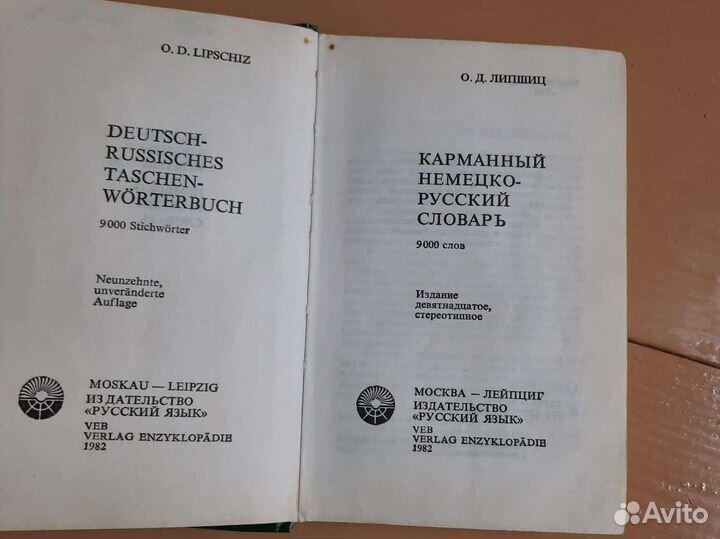 O. D. LIPSCHIZ
DEUTSCH-
RUSSISCHES
TASCHEN-
WÖRTERBUCH
9000 Stichwörter
Neunzehnte,
unveränderte
Auflage
MOSKAU — LEIPZIG
ИЗДАТЕЛЬСТВО
«РУССКИЙ ЯЗЫК»
VEB
VERLAG ENZYKLOPÄDIE
1982
О. Д. ЛИПШИЦ
КАРМАННЫЙ
НЕМЕЦКО-
РУССКИЙ
СЛОВАРЬ
9000 слов
Издание
девятнадцатое,
стереотипное
МОСКВА — ЛЕЙПЦИГ
ИЗДАТЕЛЬСТВО
«РУССКИЙ ЯЗЫК»
VEB
VERLAG ENZYKLOPÄDIE
1982
Avito